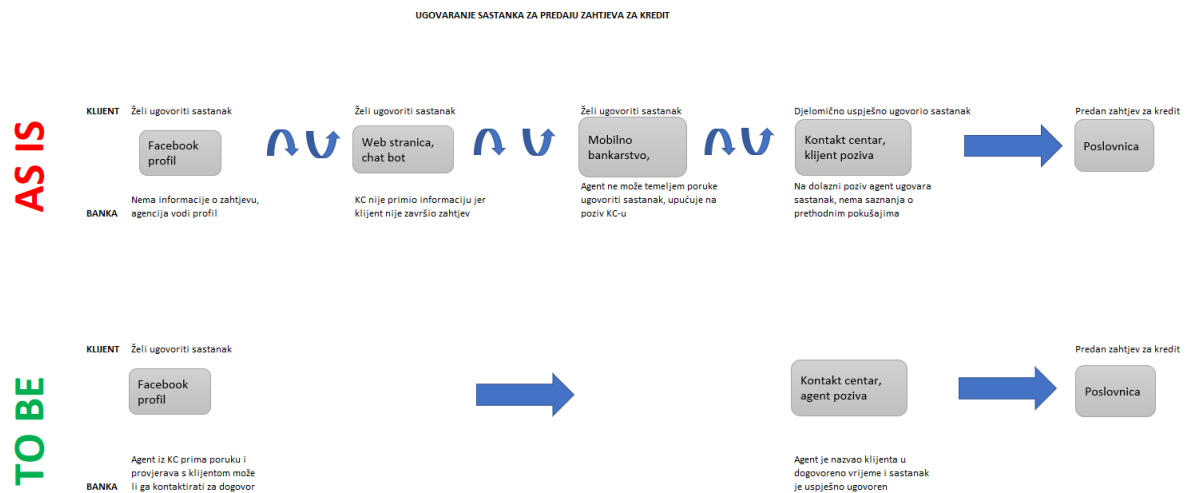 UGOVARANJE SASTANKA ZA PREDAJU ZAHTJEVA ZA KREDIT
AS IS
KLIJENT
Želi ugovoriti sastanak
Želi ugovoriti sastanak
Želi ugovoriti sastanak
Djelomično uspješno ugovorio sastanak
Predan zahtjev za kredit
Facebook
profil
Web stranica,
chat bot
Mobilno
bankarstvo,
Kontakt centar,
klijent poziva
Poslovnica
BANKA
Nema informacije o zahtjevu,
agencija vodi profil
KC nije primio informaciju jer
klijent nije završio zahtjev
Agent ne može temeljem poruke
ugovoriti sastanak, upućuje na
poziv KC-u
Na dolazni poziv agent ugovara
sastanak, nema saznanja o
prethodnim pokušajima
TO BE
KLIJENT
Želi ugovoriti sastanak
Predan zahtjev za kredit
Facebook
profil
Kontakt centar,
agent poziva
Poslovnica
BANKA
Agent iz KC prima poruku i
provjerava s klijentom može
li ga kontaktirati za dogovor
Agent je nazvao klijenta u
dogovoreno vrijeme i sastanak
je uspješno ugovoren